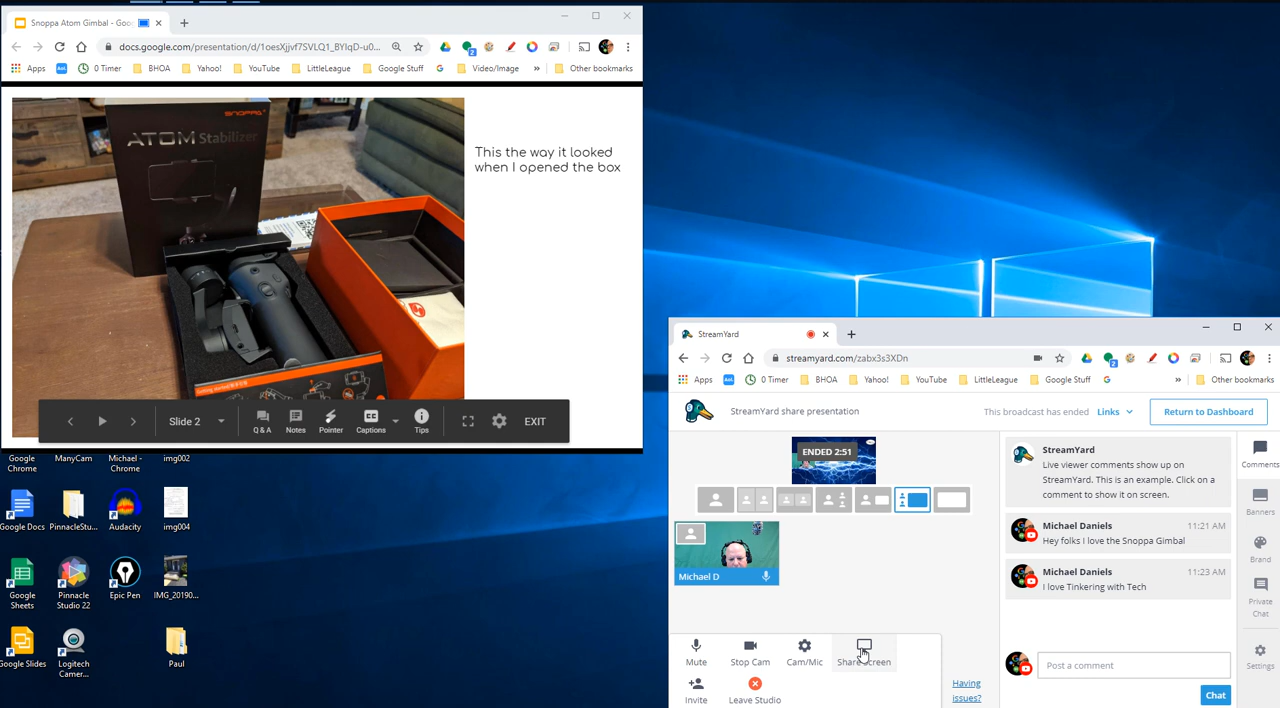 Snoppa Atom Gimbal - Goo
docs.google.com/presentation/d/1oesXjjvf7SVLQ1_BYIqD-u0...
Apps
0 Timer
BHOA
Yahoo!
YouTube
LittleLeague
Google Stuff
Video/Image
»
Other bookmarks
SNOPPA
ATOM Stabilizer
This the way it looked
when I opened the box
Slide 2
Q & A
Notes
Pointer
Captions
Tips
EXIT
Google
Chrome
ManyCam
Michael -
Chrome
img002
Google Docs
PinnacleStu...
Audacity
img004
Google
Sheets
Pinnacle
Studio 22
Epic Pen
IMG_20190...
Google Slides
Logitech
Camer...
Paul
StreamYard
streamyard.com/zabx3s3XDn
Apps
0 Timer
BHOA
Yahoo!
YouTube
LittleLeague
Google Stuff
»
Other bookmarks
StreamYard share presentation
This broadcast has ended
Links
Return to Dashboard
ENDED 2:51
Michael D
Mute
Stop Cam
Cam/Mic
Share Screen
Invite
Leave Studio
Having
issues?
StreamYard
Live viewer comments show up on
StreamYard. This is an example. Click on a
comment to show it on screen.
Michael Daniels 11:21 AM
Hey folks I love the Snoppa Gimbal
Michael Daniels 11:23 AM
I love Tinkering with Tech
Post a comment
Chat
Comments
Banners
Brand
Private
Chat
Settings